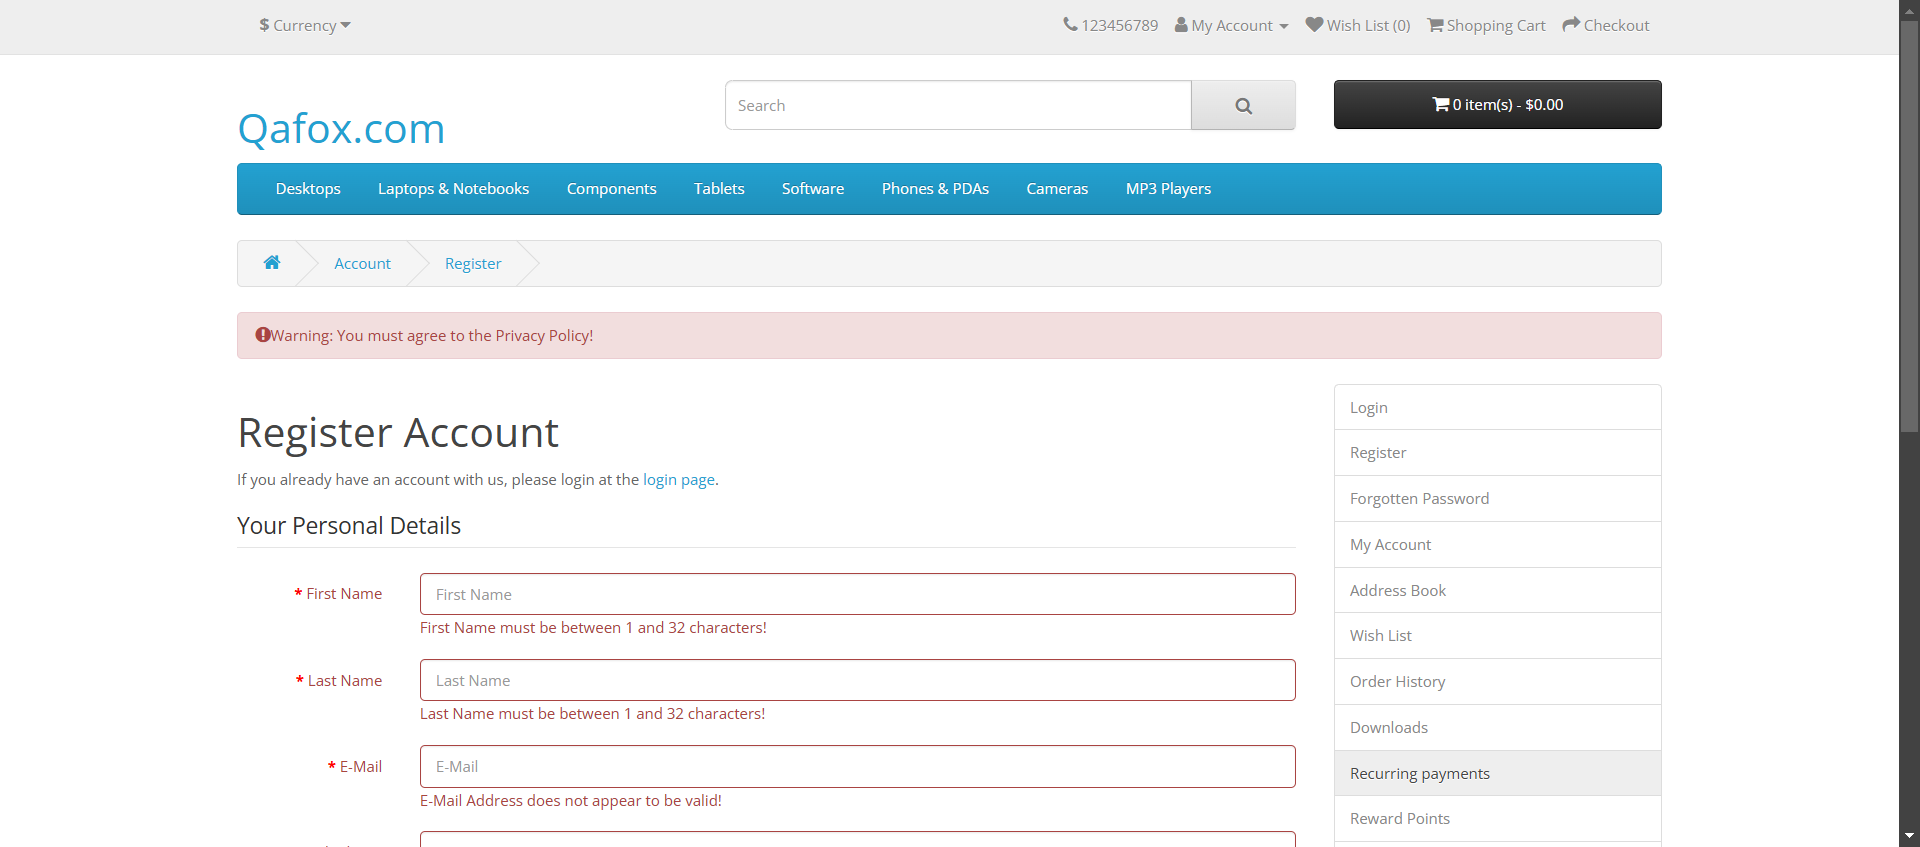 $ Currency
123456789 My Account Wish List (0) Shopping Cart Checkout
Qafox.com
Search
0 item(s) - $0.00
Desktops Laptops & Notebooks Components Tablets Software Phones & PDAs Cameras MP3 Players
Account Register
Warning: You must agree to the Privacy Policy!
Register Account
If you already have an account with us, please login at the login page.
Your Personal Details
* First Name
First Name
First Name must be between 1 and 32 characters!
* Last Name
Last Name
Last Name must be between 1 and 32 characters!
* E-Mail
E-Mail
E-Mail Address does not appear to be valid!
Login
Register
Forgotten Password
My Account
Address Book
Wish List
Order History
Downloads
Recurring payments
Reward Points